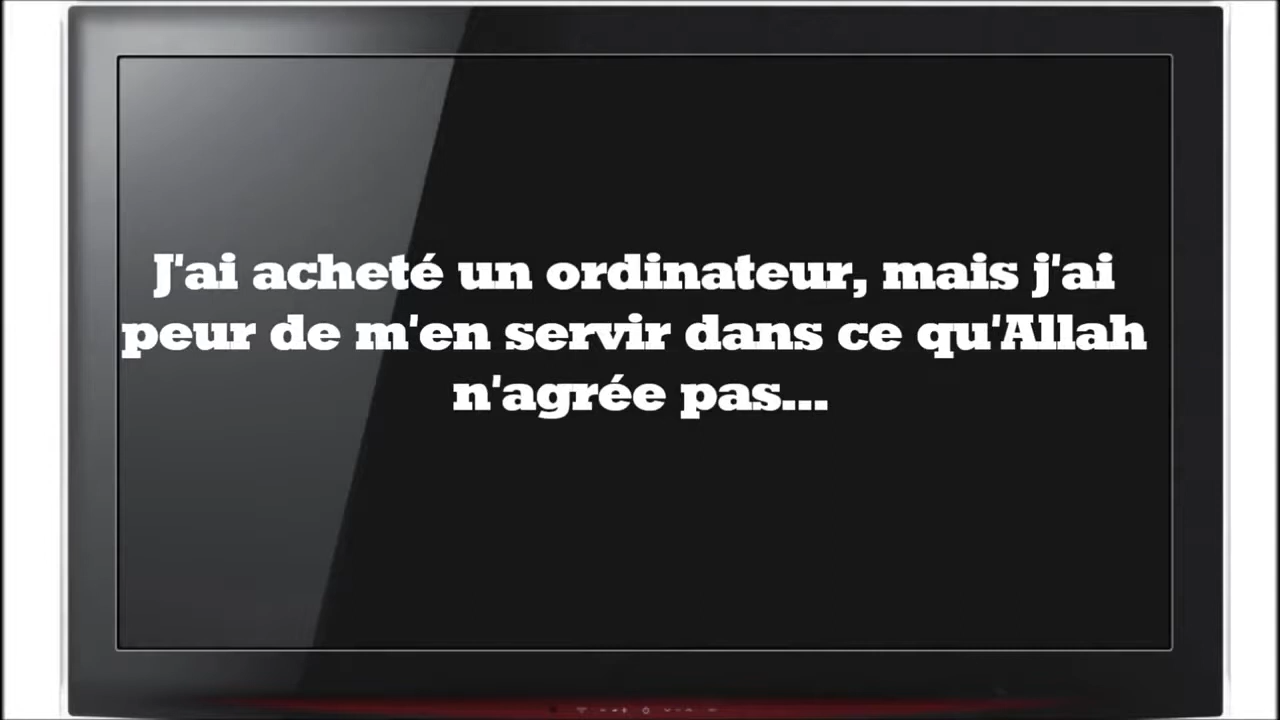 J'ai acheté un ordinateur, mais j'ai
peur de m'en servir dans ce qu'Allah
n'agrée pas...